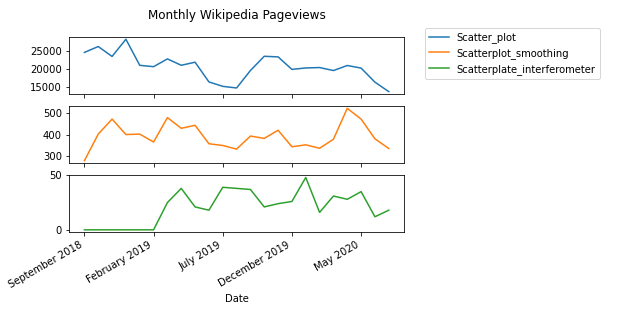 Monthly Wikipedia Pageviews
Scatter_plot
Scatterplot_smoothing
Scatterplate_interferometer
25000
20000
15000
500
400
300
50
0
September 2018
February 2019
July 2019
December 2019
May 2020
Date